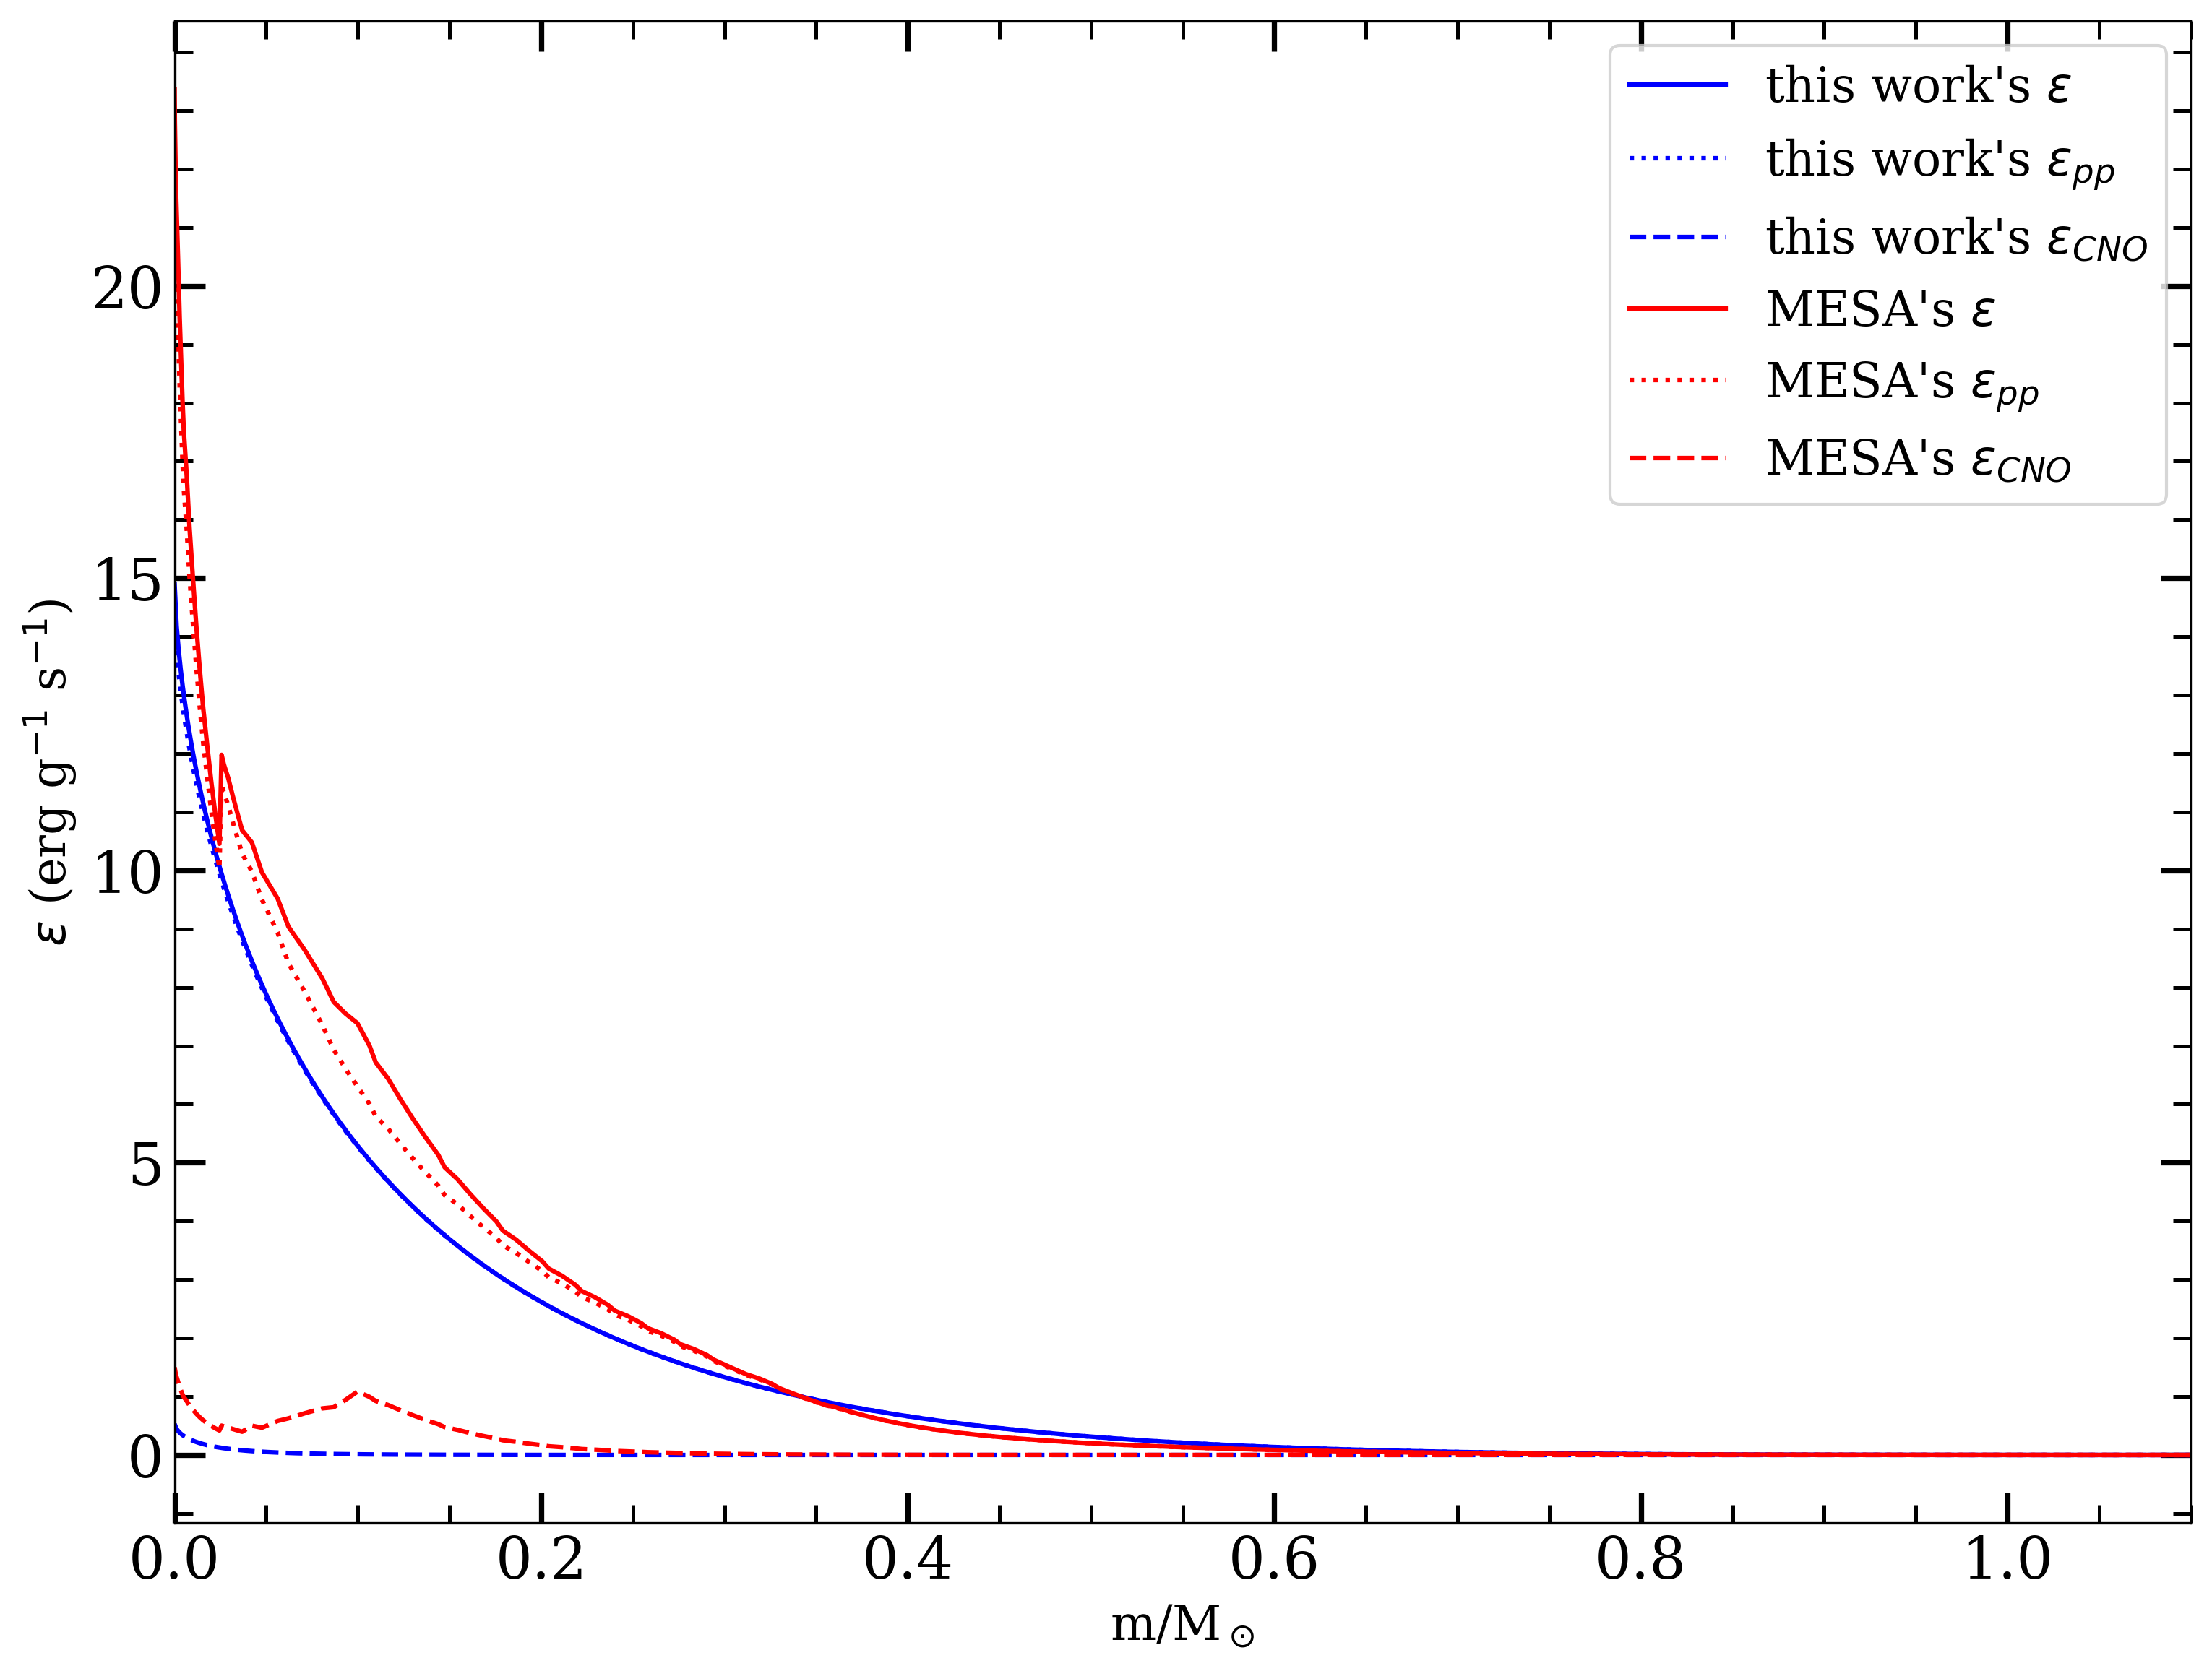 this work's ε
this work's ε_pp
this work's ε_CNO
MESA's ε
MESA's ε_pp
MESA's ε_CNO
20
15
10
5
0
ε (erg g⁻¹ s⁻¹)
0.0 0.2 0.4 0.6 0.8 1.0
m/M⊙